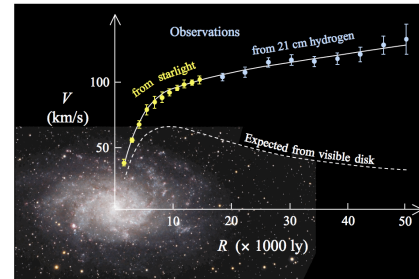 Observations
from 21 cm hydrogen
from starlight
100
V
(km/s)
50
Expected from visible disk
10
20
30
40
50
R (× 1000 ly)